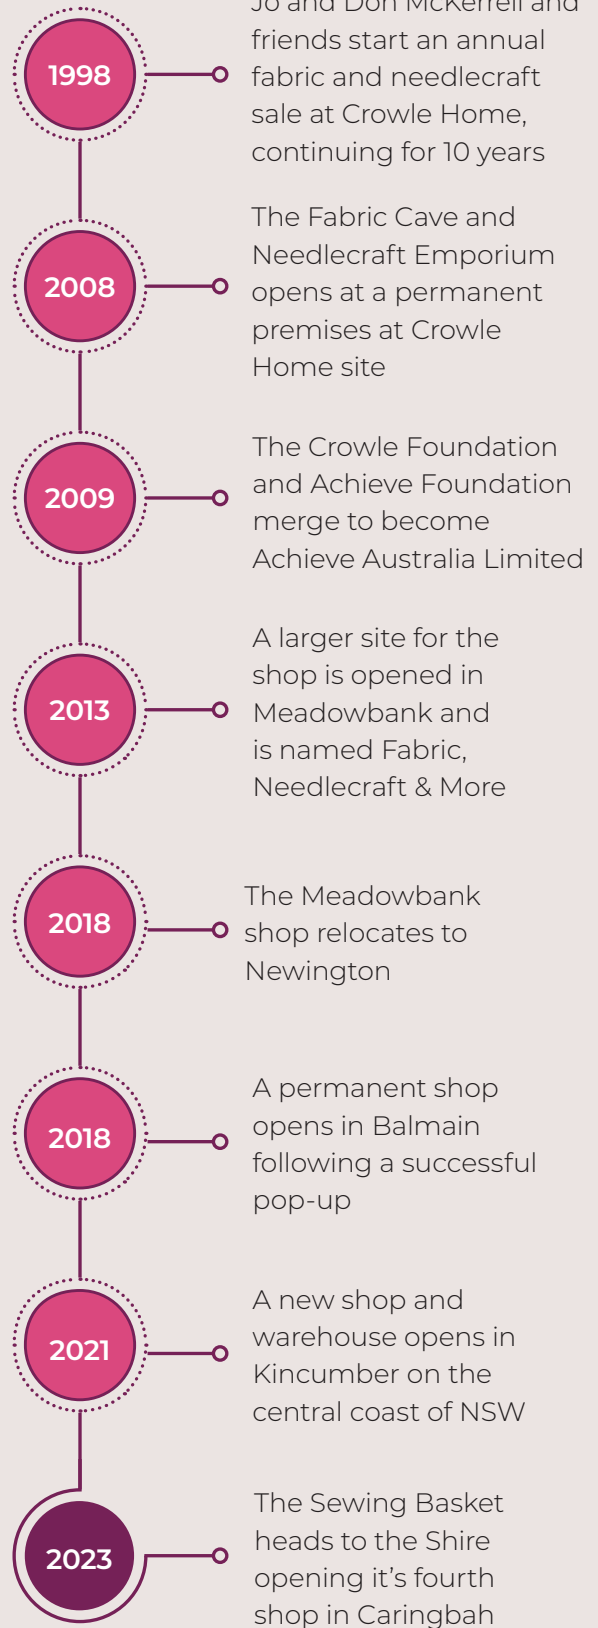 Jo and Don McKerrell and
1998
friends start an annual
fabric and needlecraft
sale at Crowle Home,
continuing for 10 years
2008
The Fabric Cave and
Needlecraft Emporium
opens at a permanent
premises at Crowle
Home site
2009
The Crowle Foundation
and Achieve Foundation
merge to become
Achieve Australia Limited
2013
A larger site for the
shop is opened in
Meadowbank and
is named Fabric,
Needlecraft & More
2018
The Meadowbank
shop relocates to
Newington
2018
A permanent shop
opens in Balmain
following a successful
pop-up
2021
A new shop and
warehouse opens in
Kincumber on the
central coast of NSW
2023
The Sewing Basket
heads to the Shire
opening it’s fourth
shop in Caringbah